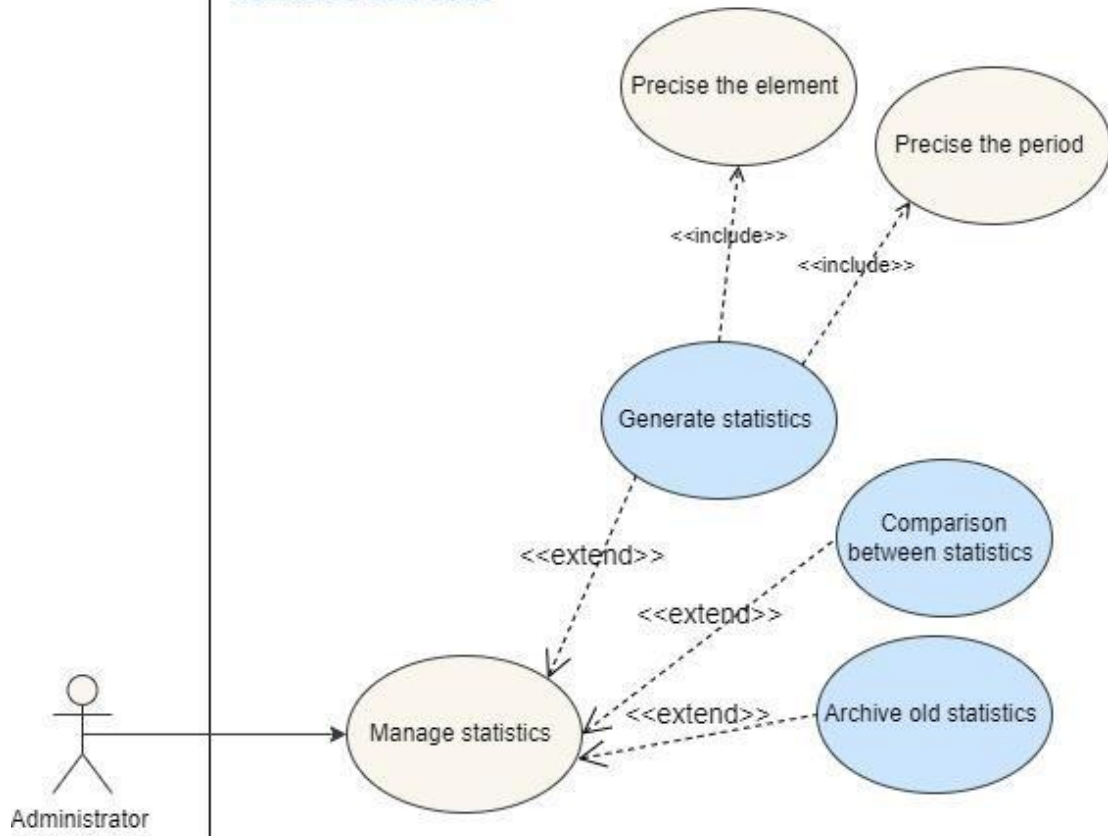 Precise the element
Precise the period
<<include>>
<<include>>
Generate statistics
Comparison
between statistics
<<extend>>
<<extend>>
Archive old statistics
<<extend>>
Manage statistics
Administrator